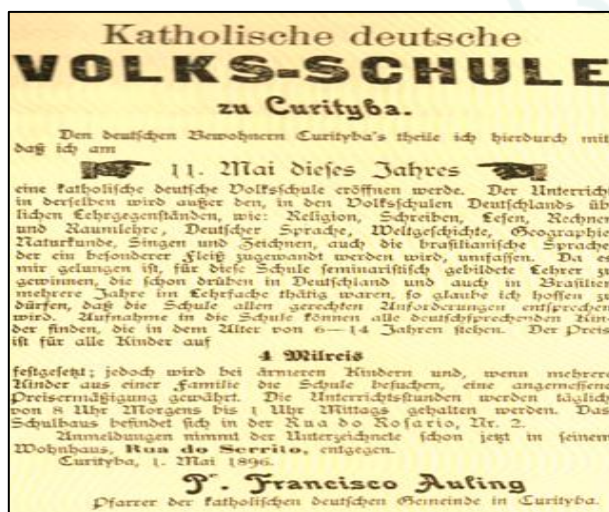 Katholische deutsche
VOLKS=SCHULE
zu Curityba.
Den deutschen Bewohnern Curityba's theile ich hierdurch mit
daß ich am
11. Mai dieses Jahres
eine katholische deutsche Volksschule eröffnen werde. Der Unterrich
in derselben wird außer den, in den Volksschulen Deutschlands üb
lichen Lehrgegenständen, wie: Religion, Schreiben, Lesen, Rechnen
und Raumlehre, Deutscher Sprache, Weltgeschichte, Geographie
Naturkunde, Singen und Zeichnen, auch die brasilianische Sprache
der ein besonderer Fleiß zugewandt werden wird, umfassen. Da es
mir gelungen ist, für diese Schule seminaristisch gebildete Lehrer z
gewinnen, die schon drüben in Deutschland und auch in Brasilien
mehrere Jahre im Lehrfache thätig waren, so glaube ich hoffen z
dürfen, daß die Schule allen gerechten Anforderungen entsprechen
wird. Aufnahme in die Schule können alle deutschsprechenden Kin
der finden, die in dem Alter von 6—14 Jahren stehen. Der Preis
ist für alle Kinder auf
4 Milreis
festgesetzt; jedoch wird bei ärmeren Kindern und, wenn mehrere
Kinder aus einer Familie die Schule besuchen, eine angemessene
Preisermäßigung gewährt. Die Unterrichtsstunden werden täglich
von 8 Uhr Morgens bis 1 Uhr Mittags gehalten werden. Das
Schulhaus befindet sich in der Rua do Rosario, Nr. 2.
Anmeldungen nimmt der Unterzeichnete schon jetzt in seinem
Wohnhaus, Rua do Serrito, entgegen.
Curityba, 1. Mai 1896.
Pr. Francisco Auling
Pfarrer der katholischen deutschen Gemeinde in Curityba.